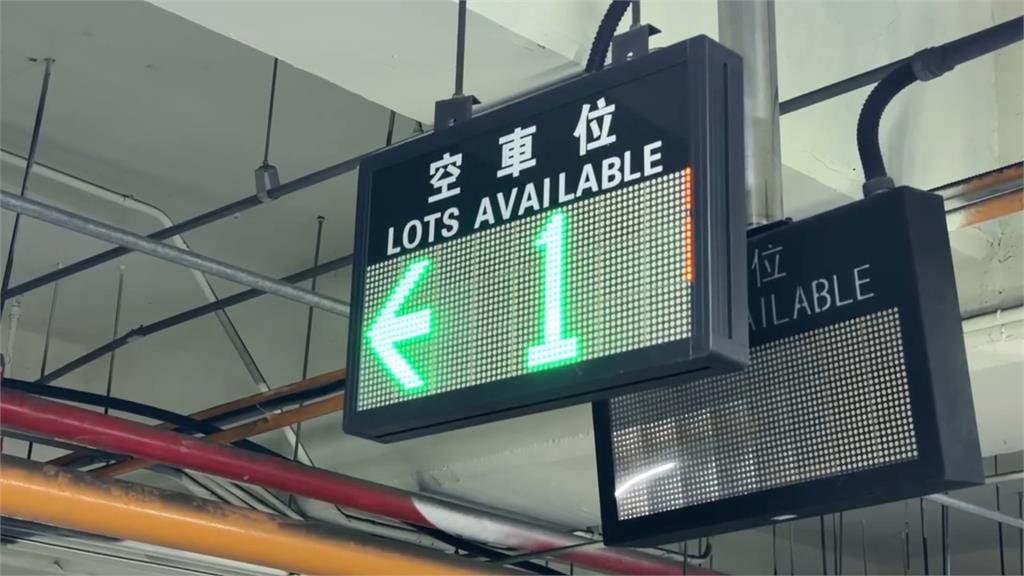 空車位
LOTS AVAILABLE
← 1
位
AILABLE